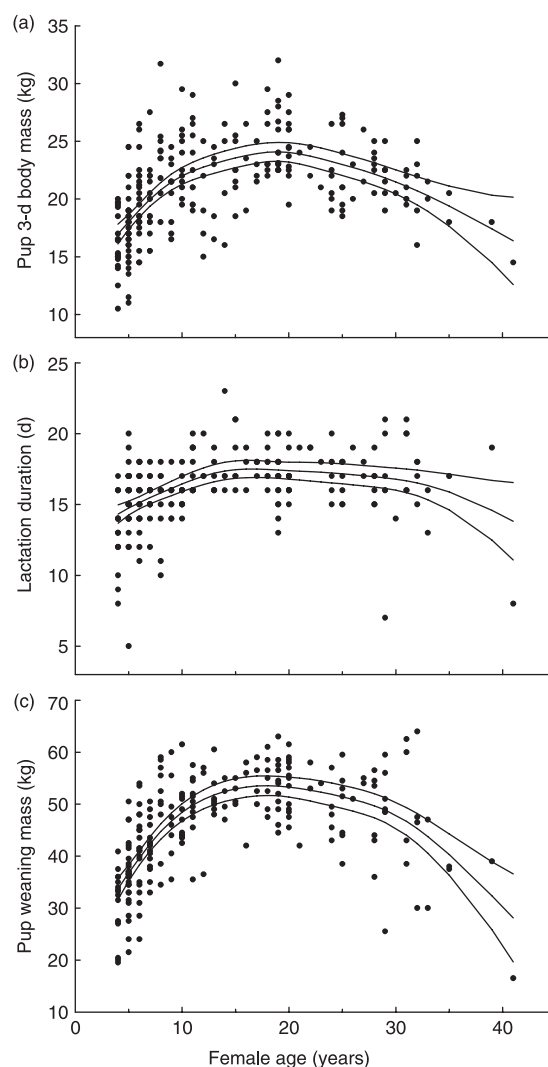 (a)
Pup 3-d body mass (kg)
35
30
25
20
15
10
(b)
Lactation duration (d)
25
20
15
10
5
(c)
Pup weaning mass (kg)
70
60
50
40
30
20
10
0 10 20 30 40
Female age (years)